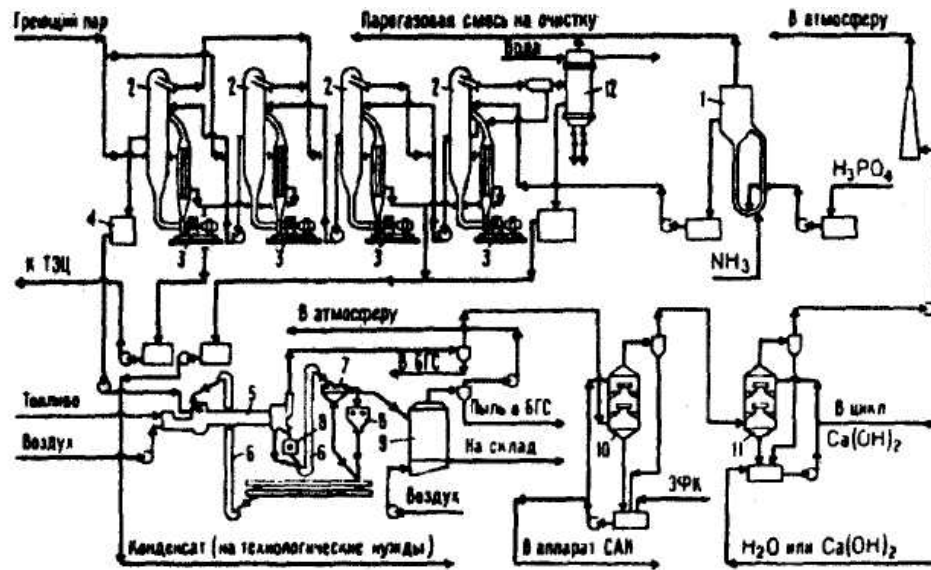 Греющий пар
Парогазовая смесь на очистку
В атмосферу
Вода
2
2
2
2
12
1
H₃PO₄
4
3
3
3
3
NH₃
К ТЭЦ
В атмосферу
В БГС
7
Топливо
5
8
8
Пыль в БГС
В цикл
Воздух
6
6
9
На склад
10
11
Ca(OH)₂
Воздух
ЭФК
Конденсат (на технологические нужды)
В аппарат САИ
H₂O или Ca(OH)₂